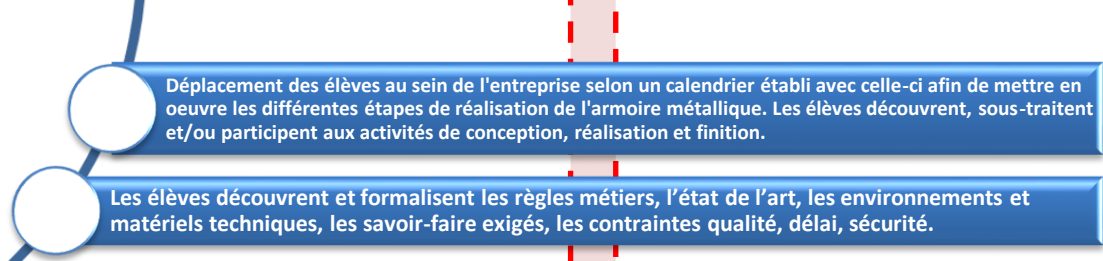 Déplacement des élèves au sein de l'entreprise selon un calendrier établi avec celle-ci afin de mettre en
oeuvre les différentes étapes de réalisation de l'armoire métallique. Les élèves découvrent, sous-traitent
et/ou participent aux activités de conception, réalisation et finition.
Les élèves découvrent et formalisent les règles métiers, l’état de l’art, les environnements et
matériels techniques, les savoir-faire exigés, les contraintes qualité, délai, sécurité.